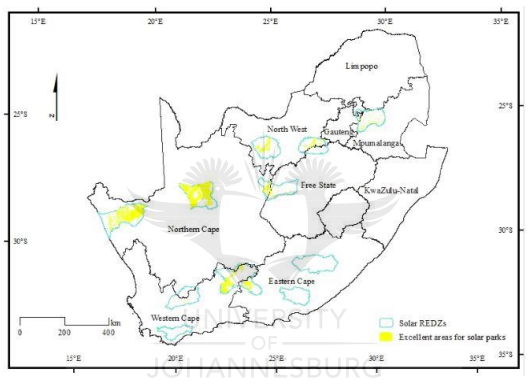 15°E 20°E 25°E 30°E 35°E
Limpopo
25°S 25°S
North West
Gauteng
Mpumalanga
Free State
KwaZulu-Natal
30°S 30°S
Northern Cape
Eastern Cape
Western Cape
0 200 400 km
Solar REDZs
Excellent areas for solar parks
UNIVERSITY
OF
JOHANNESBURG
35°S
15°E 20°E 25°E 30°E